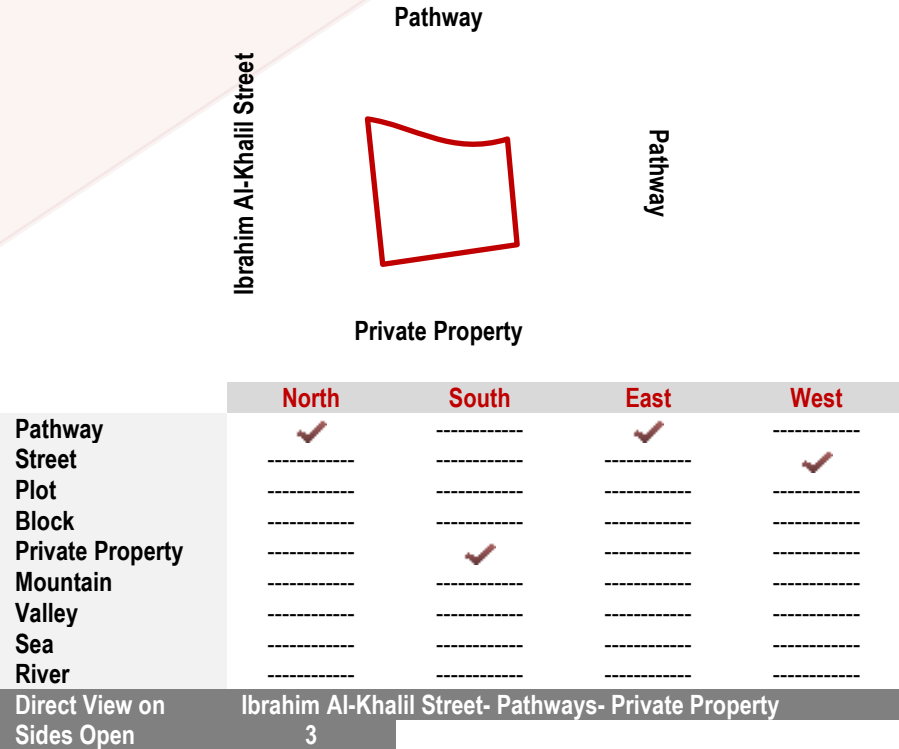 Pathway
Ibrahim Al-Khalil Street
Pathway
Private Property
North South East West
Pathway ✓ ------------ ✓ ------------
Street ------------ ------------ ------------ ✓
Plot ------------ ------------ ------------ ------------
Block ------------ ------------ ------------ ------------
Private Property ------------ ✓ ------------ ------------
Mountain ------------ ------------ ------------ ------------
Valley ------------ ------------ ------------ ------------
Sea ------------ ------------ ------------ ------------
River ------------ ------------ ------------ ------------
Direct View on Ibrahim Al-Khalil Street- Pathways- Private Property
Sides Open 3